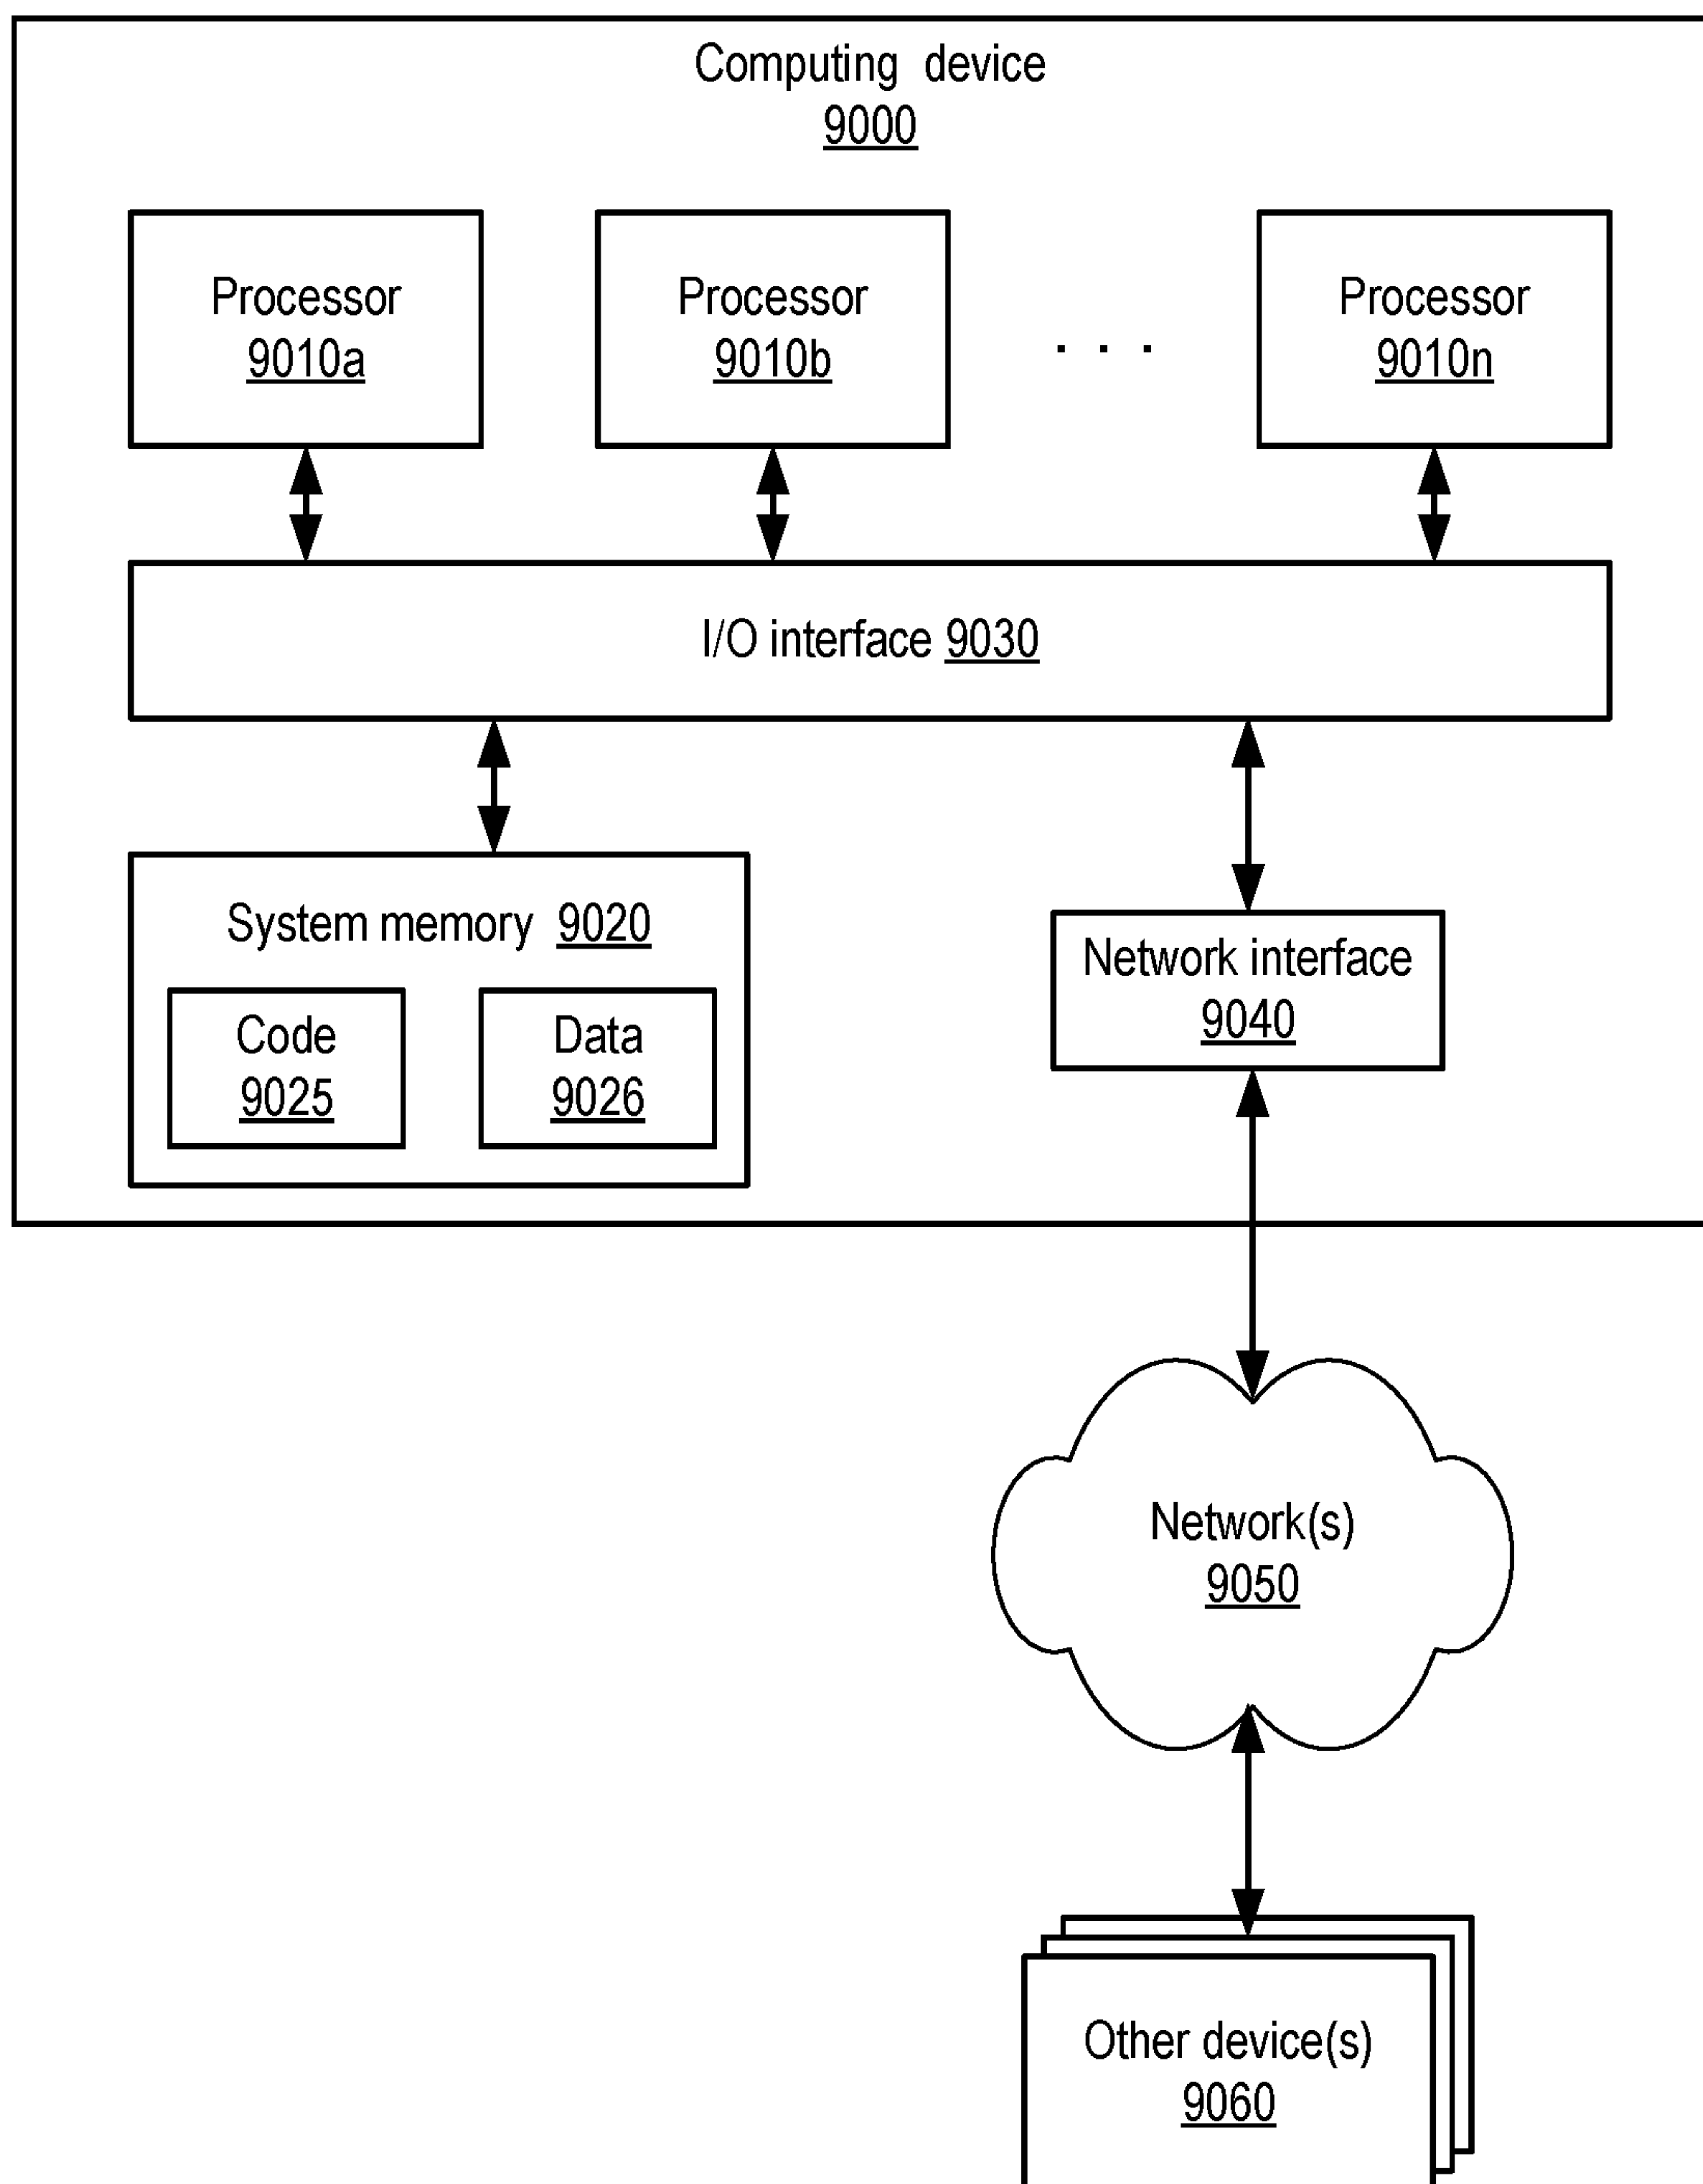 Computing device
9000
Processor
9010a
Processor
9010b
. . .
Processor
9010n
I/O interface 9030
System memory 9020
Code
9025
Data
9026
Network interface
9040
Network(s)
9050
Other device(s)
9060